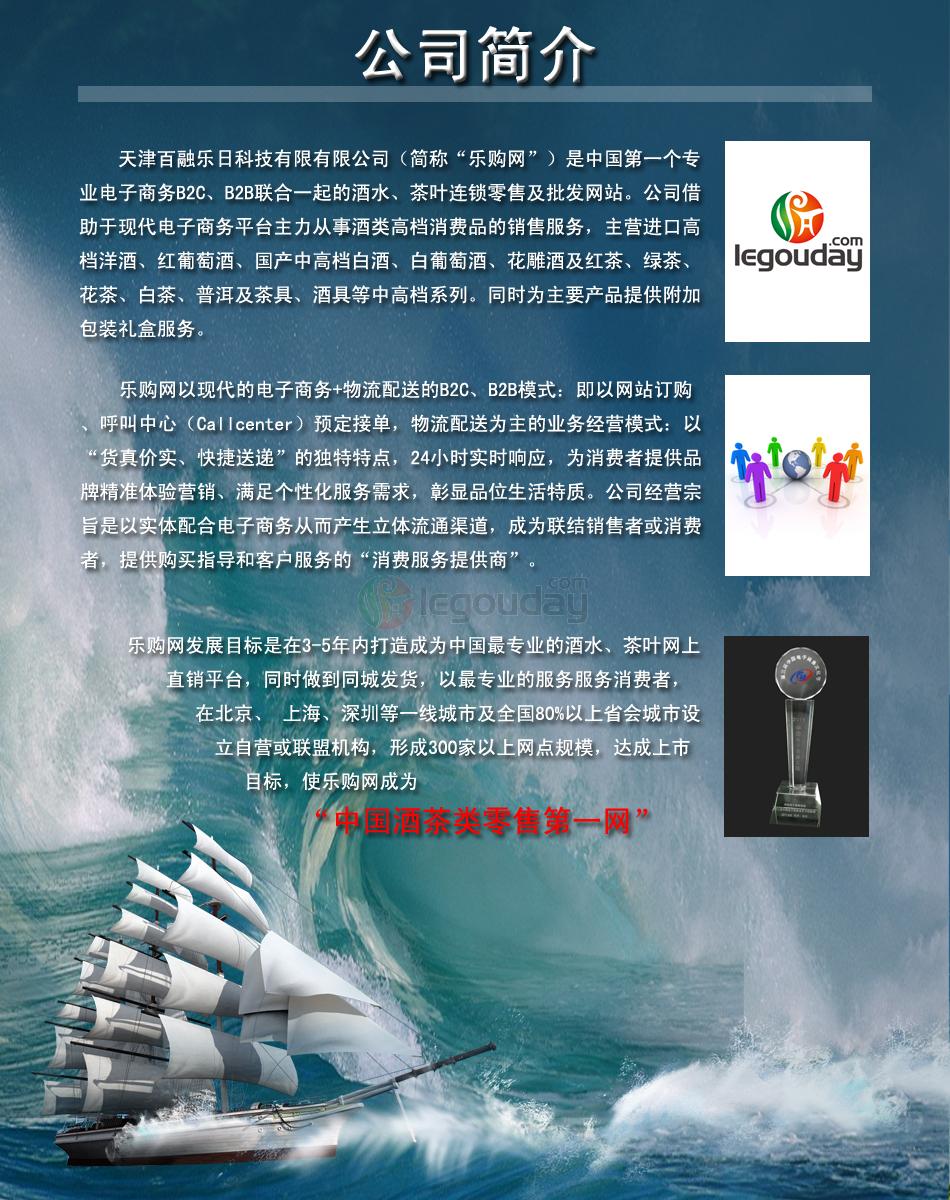 公司简介
天津百融乐日科技有限有限公司（简称“乐购网”）是中国第一个专
业电子商务B2C、B2B联合一起的酒水、茶叶连锁零售及批发网站。公司借
助于现代电子商务平台主力从事酒类高档消费品的销售服务，主营进口高
档洋酒、红葡萄酒、国产中高档白酒、白葡萄酒、花雕酒及红茶、绿茶、
花茶、白茶、普洱及茶具、酒具等中高档系列。同时为主要产品提供附加
包装礼盒服务。
legouday.com
乐购网以现代的电子商务+物流配送的B2C、B2B模式：即以网站订购
、呼叫中心（Callcenter）预定接单，物流配送为主的业务经营模式：以
“货真价实、快捷送递”的独特特点，24小时实时响应，为消费者提供品
牌精准体验营销、满足个性化服务需求，彰显品位生活特质。公司经营宗
旨是以实体配合电子商务从而产生立体流通渠道，成为联结销售者或消费
者，提供购买指导和客户服务的“消费服务提供商”。
legouday.com
乐购网发展目标是在3-5年内打造成为中国最专业的酒水、茶叶网上
直销平台，同时做到同城发货，以最专业的服务服务消费者，
在北京、 上海、深圳等一线城市及全国80%以上省会城市设
立自营或联盟机构，形成300家以上网点规模，达成上市
目标，使乐购网成为
“中国酒茶类零售第一网”